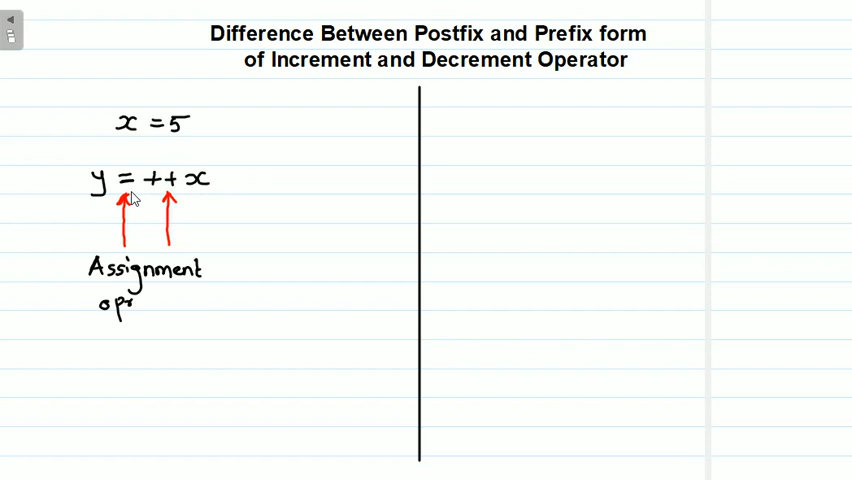 Difference Between Postfix and Prefix form
of Increment and Decrement Operator
x = 5
y = ++x
Assignment
opr